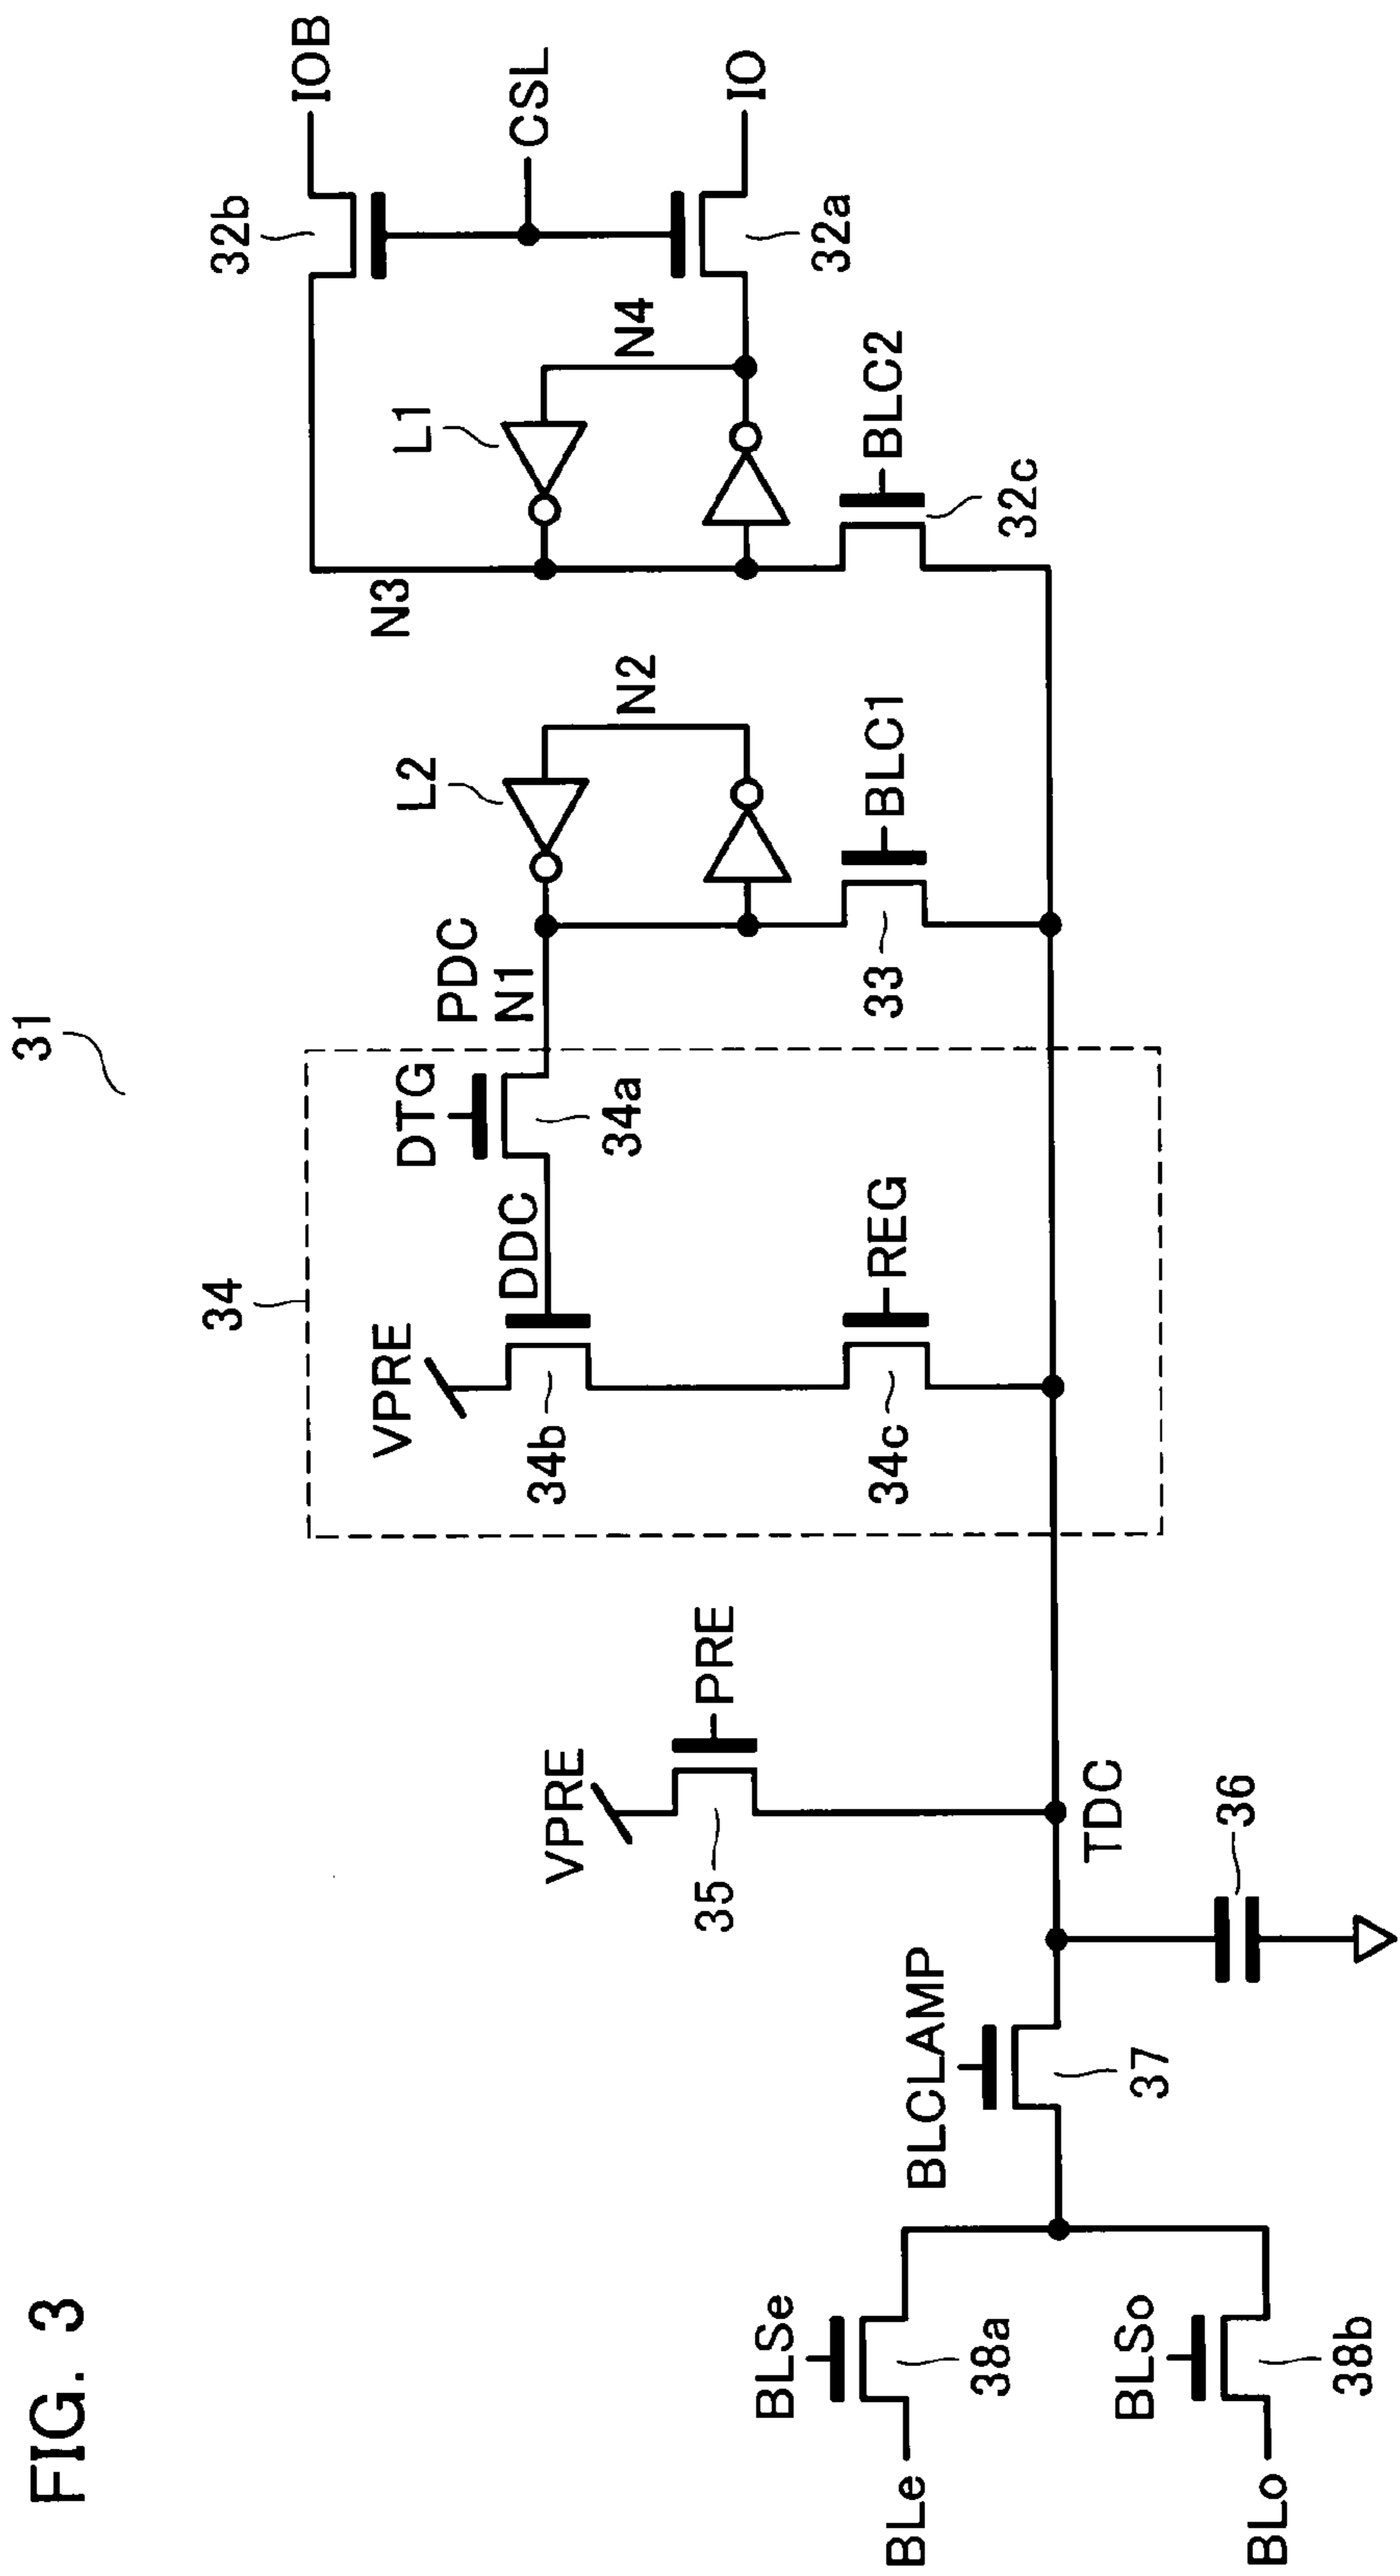 FIG. 3
31
34
VPRE
DTG
PDC
N1
DDC
34a
34b
REG
34c
L2
N2
BLC1
33
N3
L1
N4
32b
IOB
CSL
IO
32a
BLC2
32c
VPRE
PRE
35
TDC
36
BLCLAMP
37
BLSe
38a
BLe
BLSo
38b
BLo